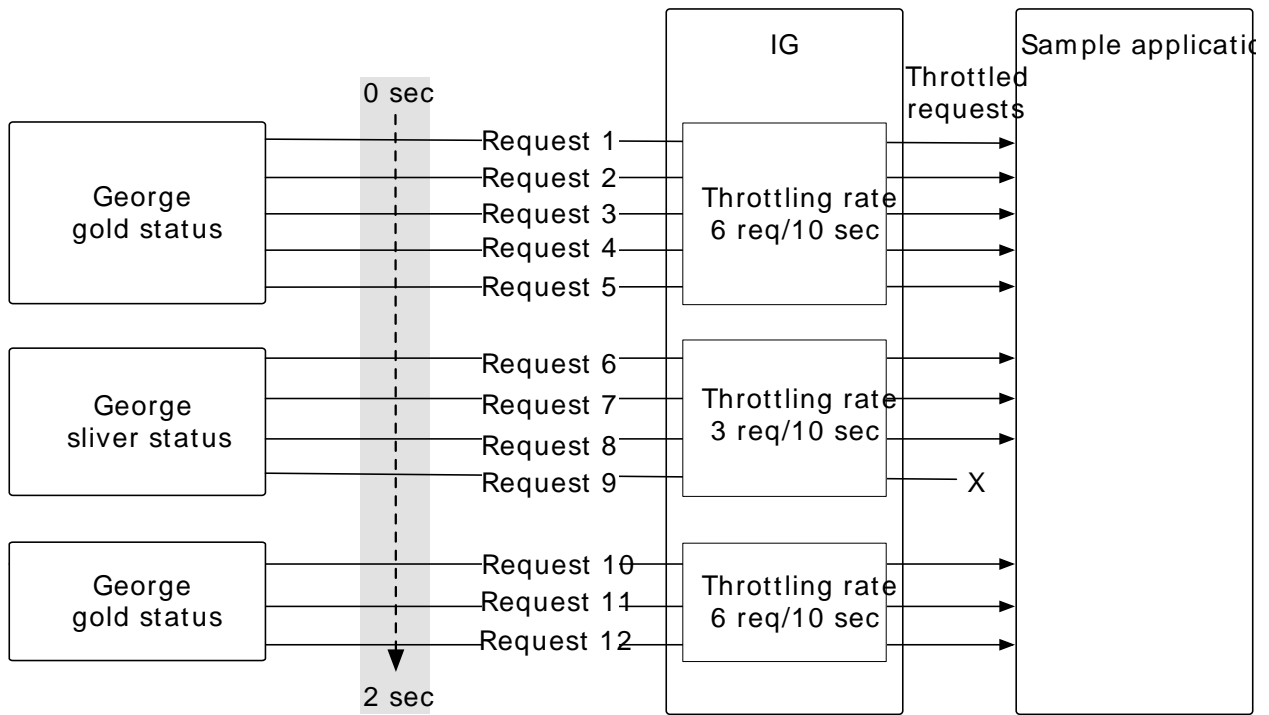 IG
Sample applicatic
Throttled
requests
0 sec
George
gold status
Request 1
Request 2
Request 3
Request 4
Request 5
Throttling rate
6 req/10 sec
George
sliver status
Request 6
Request 7
Request 8
Request 9
Throttling rate
3 req/10 sec
X
George
gold status
Request 10
Request 11
Request 12
Throttling rate
6 req/10 sec
2 sec